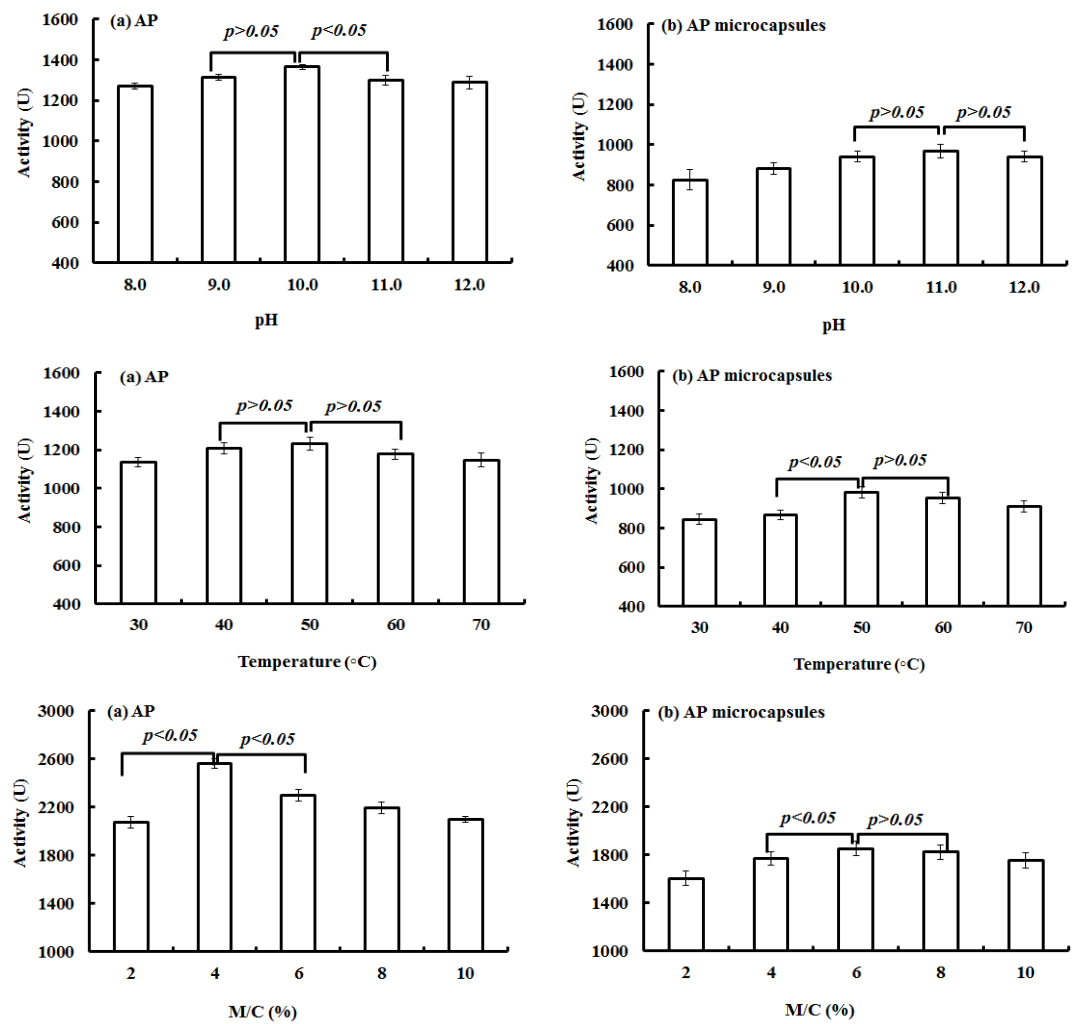 (a) AP
1600
1400
1200
1000
800
600
400
Activity (U)
p>0.05 p<0.05
8.0 9.0 10.0 11.0 12.0
pH
(b) AP microcapsules
1600
1400
1200
1000
800
600
400
Activity (U)
p>0.05 p>0.05
8.0 9.0 10.0 11.0 12.0
pH
(a) AP
1600
1400
1200
1000
800
600
400
Activity (U)
p>0.05 p>0.05
30 40 50 60 70
Temperature (◦C)
(b) AP microcapsules
1600
1400
1200
1000
800
600
400
Activity (U)
p<0.05 p>0.05
30 40 50 60 70
Temperature (◦C)
(a) AP
3000
2600
2200
1800
1400
1000
Activity (U)
p<0.05 p<0.05
2 4 6 8 10
M/C (%)
(b) AP microcapsules
3000
2600
2200
1800
1400
1000
Activity (U)
p<0.05 p>0.05
2 4 6 8 10
M/C (%)